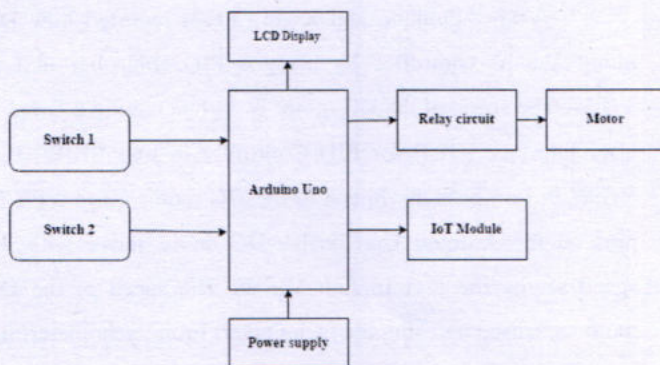 LCD Display
Switch 1
Arduino Uno
Relay circuit
Motor
Switch 2
IoT Module
Power supply